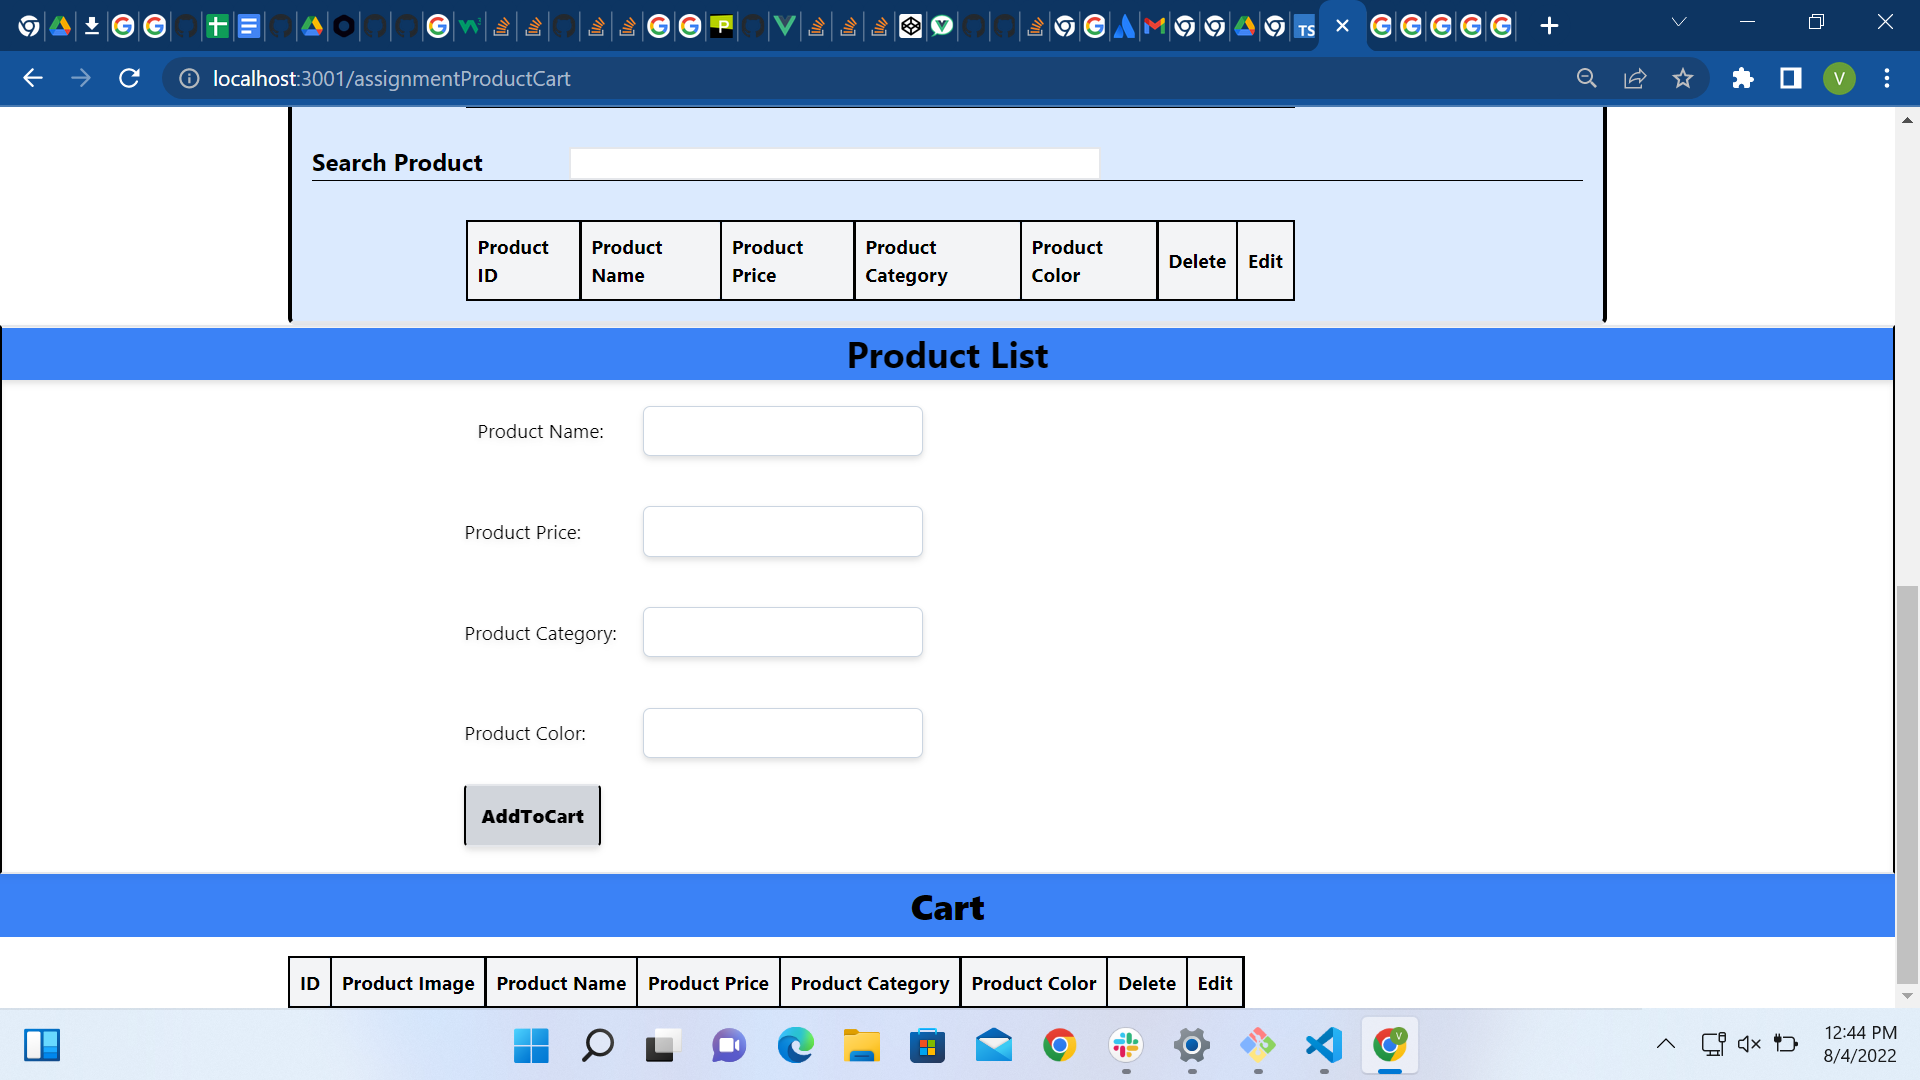 TS
localhost:3001/assignmentProductCart
V
Search Product
Product ID
Product Name
Product Price
Product Category
Product Color
Delete
Edit
Product List
Product Name:
Product Price:
Product Category:
Product Color:
AddToCart
Cart
ID
Product Image
Product Name
Product Price
Product Category
Product Color
Delete
Edit
12:44 PM
8/4/2022